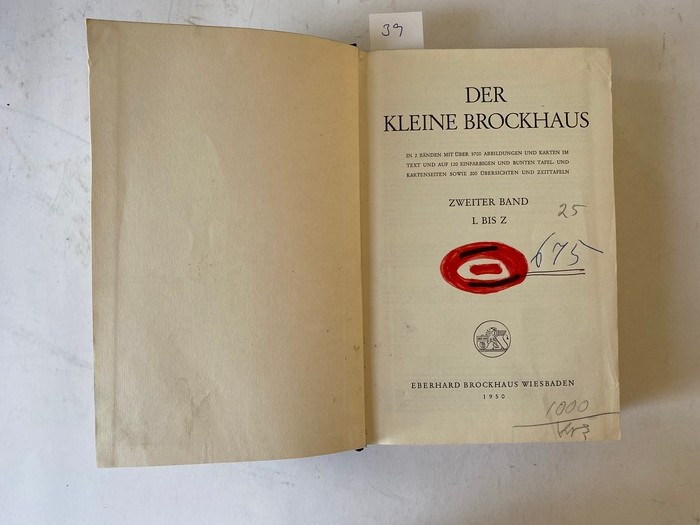 39
DER
KLEINE BROCKHAUS
IN 2 BÄNDEN MIT ÜBER 5700 ABBILDUNGEN UND KARTEN IM
TEXT UND AUF 120 EINFARBIGEN UND BUNTEN TAFEL- UND
KARTENSEITEN SOWIE 200 ÜBERSICHTEN UND ZEITTAFELN
ZWEITER BAND
25
L BIS Z
675
EBERHARD BROCKHAUS WIESBADEN
1950
1000